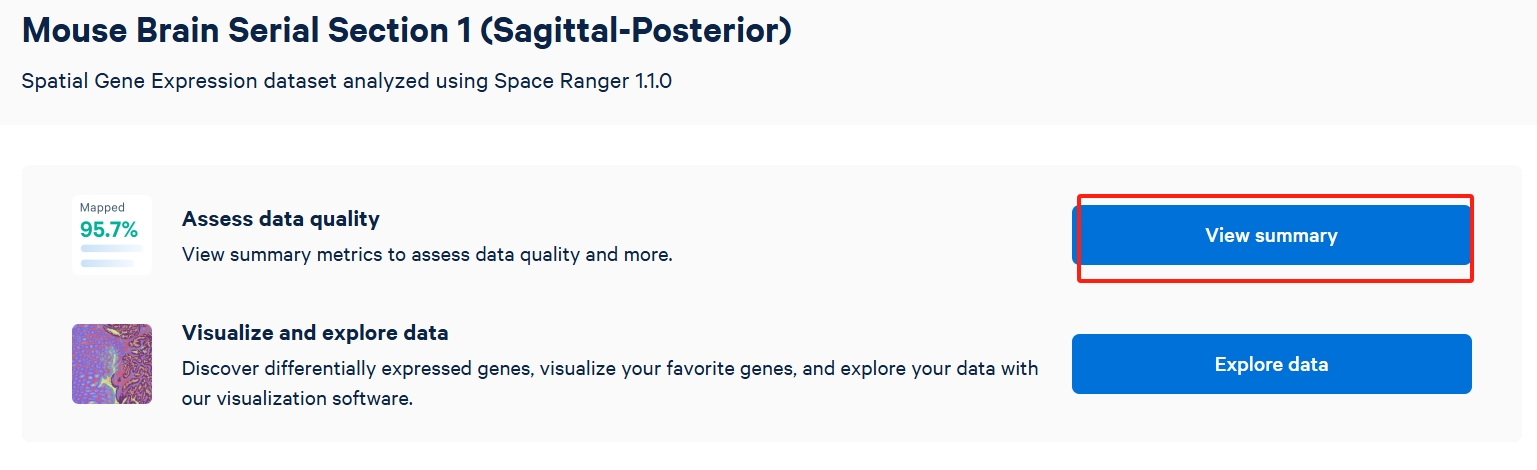 Mouse Brain Serial Section 1 (Sagittal-Posterior)
Spatial Gene Expression dataset analyzed using Space Ranger 1.1.0
Mapped
95.7%
Assess data quality
View summary metrics to assess data quality and more.
View summary
Visualize and explore data
Discover differentially expressed genes, visualize your favorite genes, and explore your data with
our visualization software.
Explore data